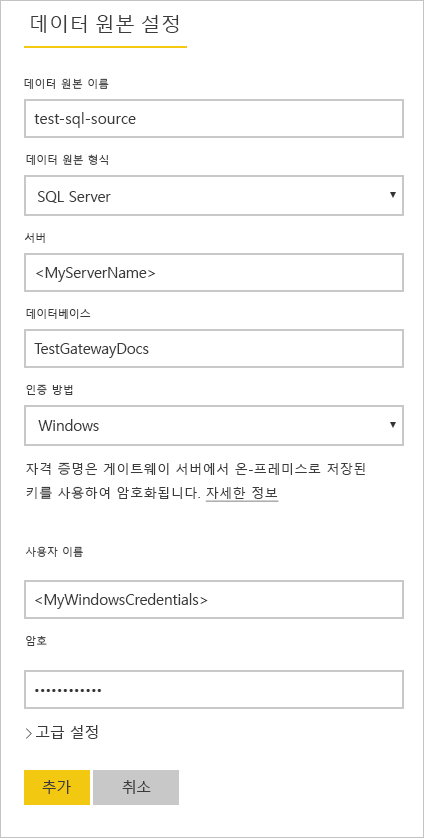 데이터 원본 설정
데이터 원본 이름
test-sql-source
데이터 원본 형식
SQL Server
서버
<MyServerName>
데이터베이스
TestGatewayDocs
인증 방법
Windows
자격 증명은 게이트웨이 서버에서 온-프레미스로 저장된
키를 사용하여 암호화됩니다. 자세한 정보
사용자 이름
<MyWindowsCredentials>
암호
••••••••••••
고급 설정
추가 취소